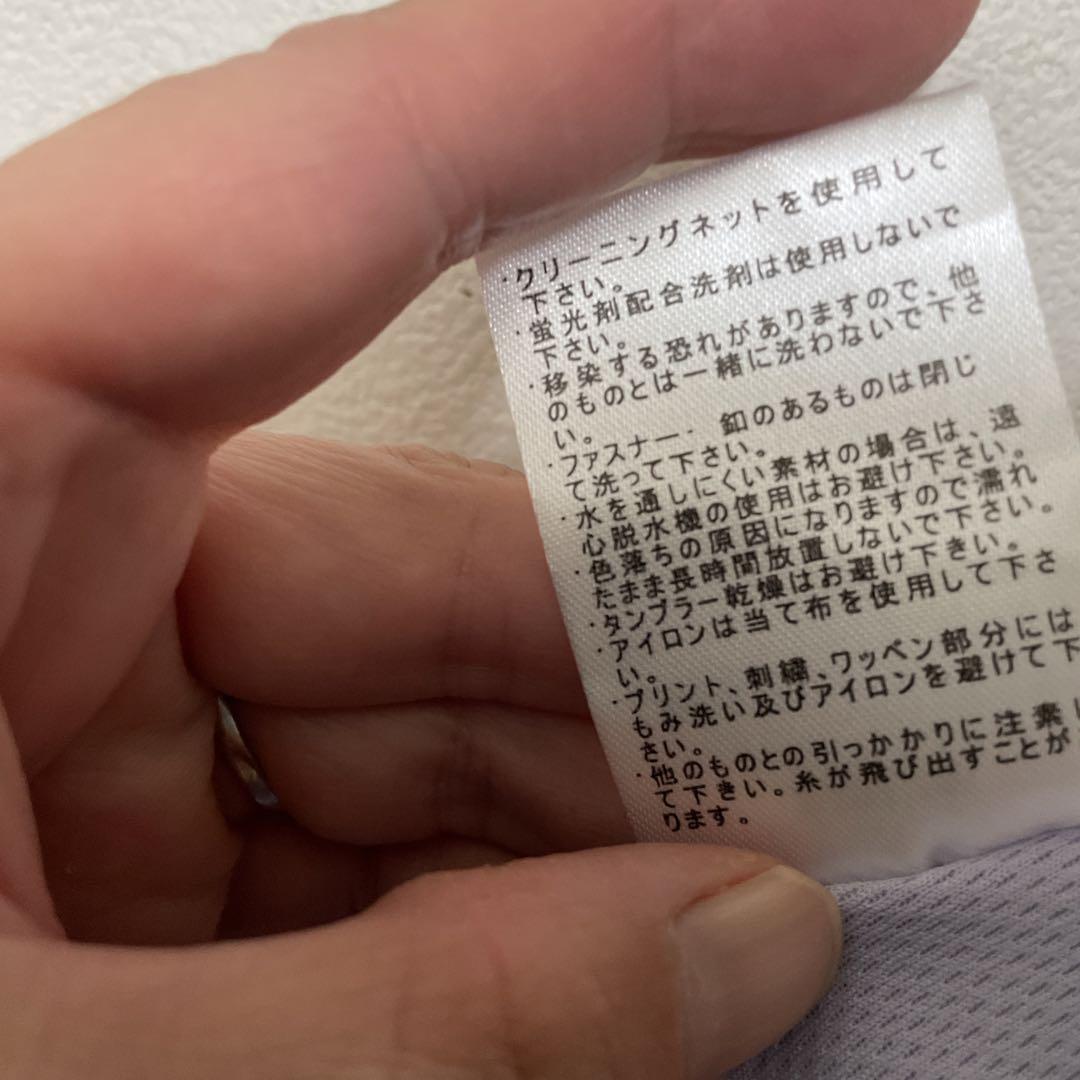 ・クリーニングネットを使用して
下さい。
・蛍光剤配合洗剤は使用しないで
下さい。
・移染する恐れがありますので、他
のものとは一緒に洗わないで下さ
い。
・ファスナー・釦のあるものは閉じ
て洗って下さい。
・水を通しにくい素材の場合は、遠
心脱水機の使用はお避け下さい。
・色落ちの原因になりますので濡れ
たまま長時間放置しないで下さい。
・タンブラー乾燥はお避け下きい。
・アイロンは当て布を使用して下さ
い。
・プリント、刺繍、ワッペン部分には
もみ洗い及びアイロンを避けて下
さい。
・他のものとの引っかかりに注素し
て下きい。糸が飛び出すことが
ります。